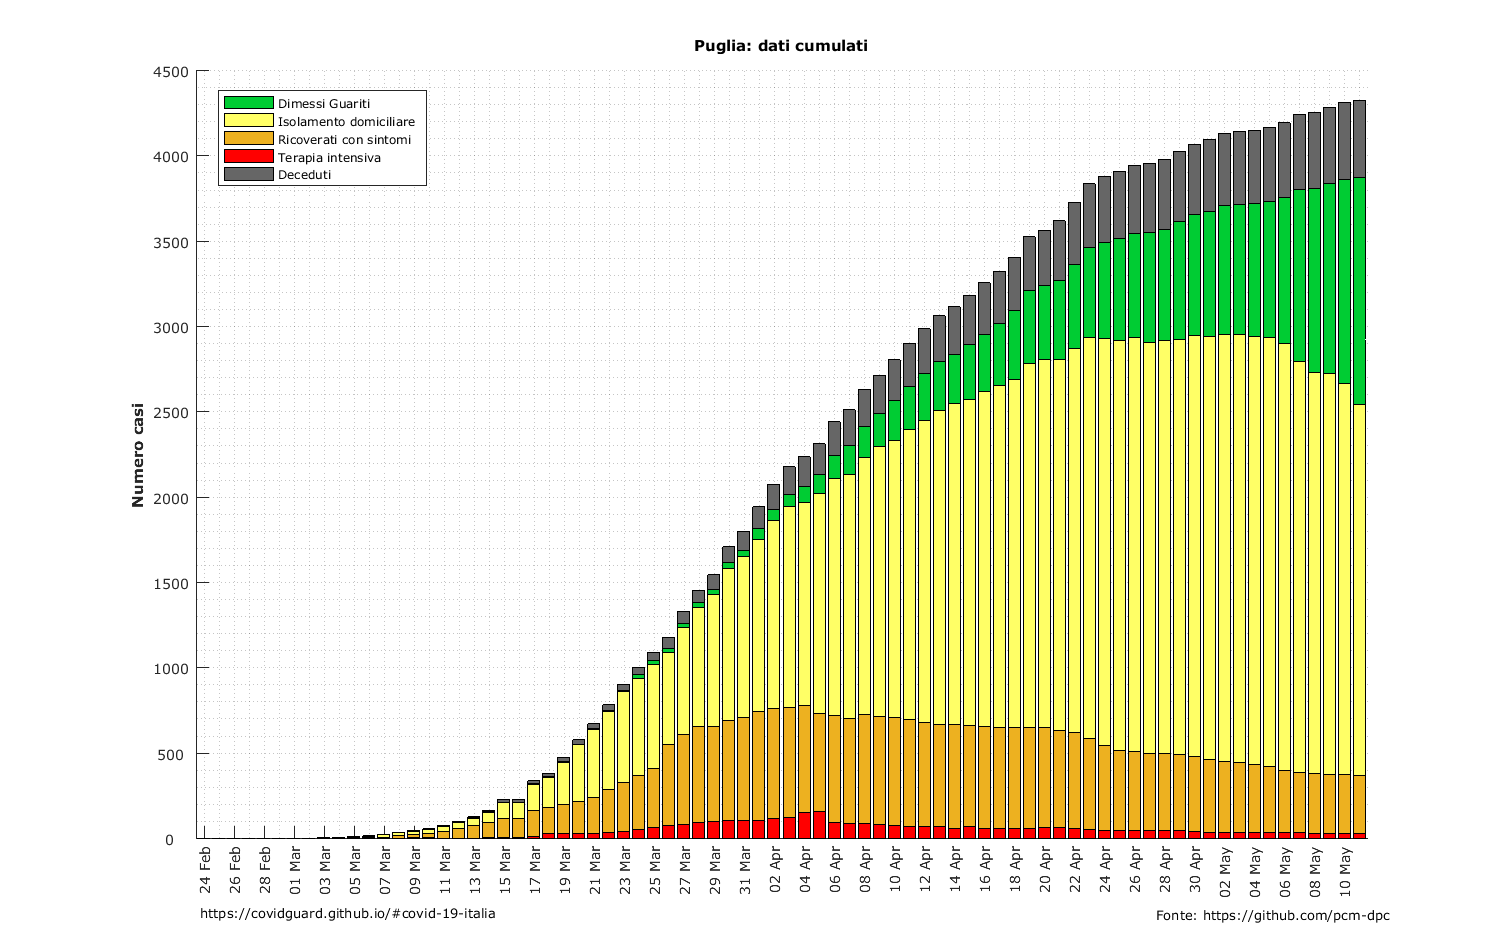 Puglia: dati cumulati
4500
4000
3500
3000
2500
2000
1500
1000
500
0
Numero casi
Dimessi Guariti
Isolamento domiciliare
Ricoverati con sintomi
Terapia intensiva
Deceduti
24 Feb
26 Feb
28 Feb
01 Mar
03 Mar
05 Mar
07 Mar
09 Mar
11 Mar
13 Mar
15 Mar
17 Mar
19 Mar
21 Mar
23 Mar
25 Mar
27 Mar
29 Mar
31 Mar
02 Apr
04 Apr
06 Apr
08 Apr
10 Apr
12 Apr
14 Apr
16 Apr
18 Apr
20 Apr
22 Apr
24 Apr
26 Apr
28 Apr
30 Apr
02 May
04 May
06 May
08 May
10 May
https://covidguard.github.io/#covid-19-italia
Fonte: https://github.com/pcm-dpc